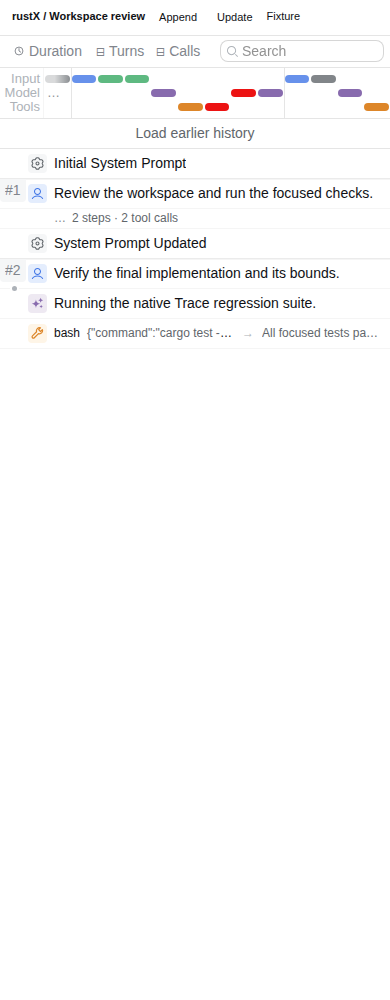 rustX / Workspace review Append Update Fixture
Duration Turns Calls Search
Input
Model ...
Tools
Load earlier history
Initial System Prompt
#1 Review the workspace and run the focused checks.
... 2 steps · 2 tool calls
System Prompt Updated
#2 Verify the final implementation and its bounds.
Running the native Trace regression suite.
bash {"command":"cargo test -... → All focused tests pa...